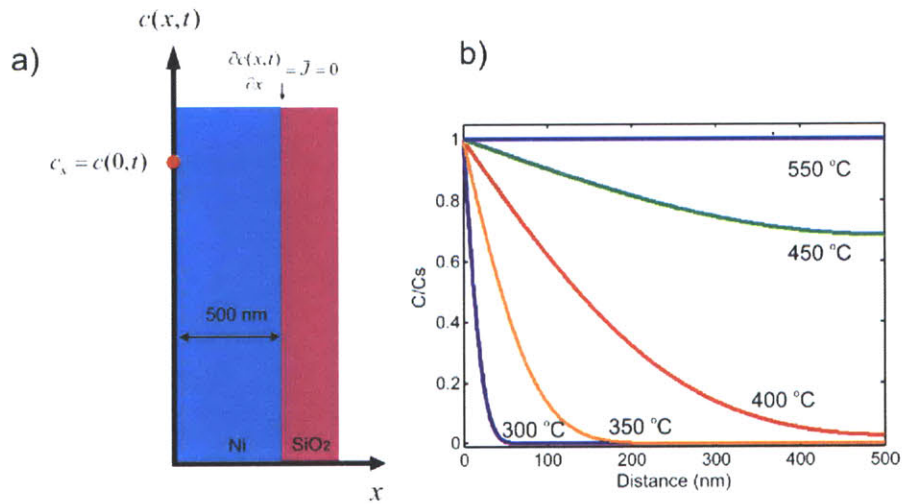 a)
c(x,t)
∂c(x,t)
∂x
= J̄ = 0
c_s = c(0,t)
500 nm
Ni
SiO₂
x
b)
C/Cs
1
0.8
0.6
0.4
0.2
0
550 °C
450 °C
400 °C
300 °C
350 °C
0
100
200
300
400
500
Distance (nm)